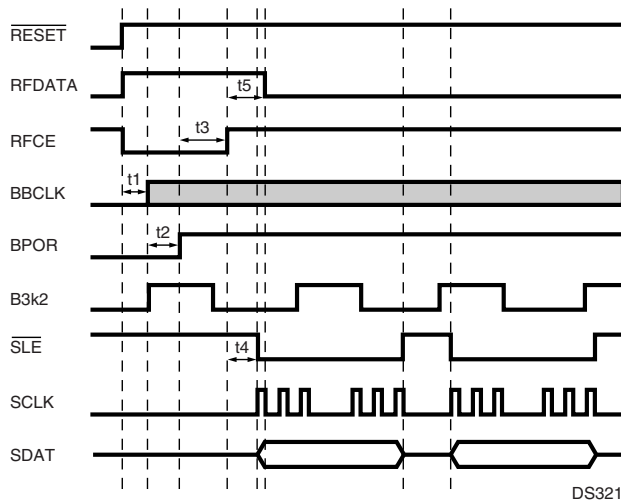 RESET
RFDATA
t5
RFCE
t3
BBCLK
t1
BPOR
t2
B3k2
SLE
t4
SCLK
SDAT
DS321